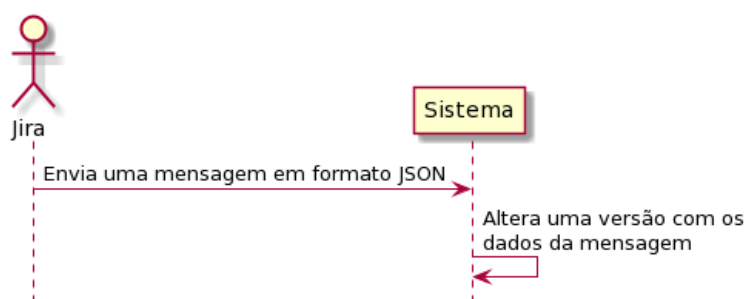 Jira
Sistema
Envia uma mensagem em formato JSON
Altera uma versão com os
dados da mensagem